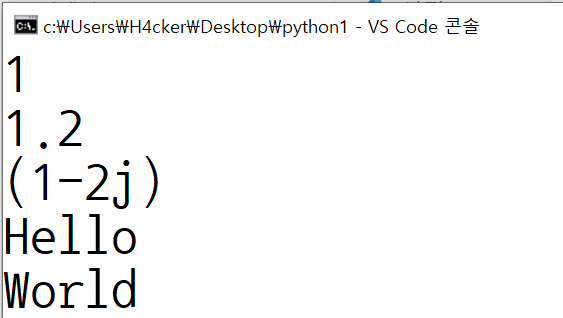 c:₩Users₩H4cker₩Desktop₩python1 - VS Code 콘솔
1
1.2
(1-2j)
Hello
World